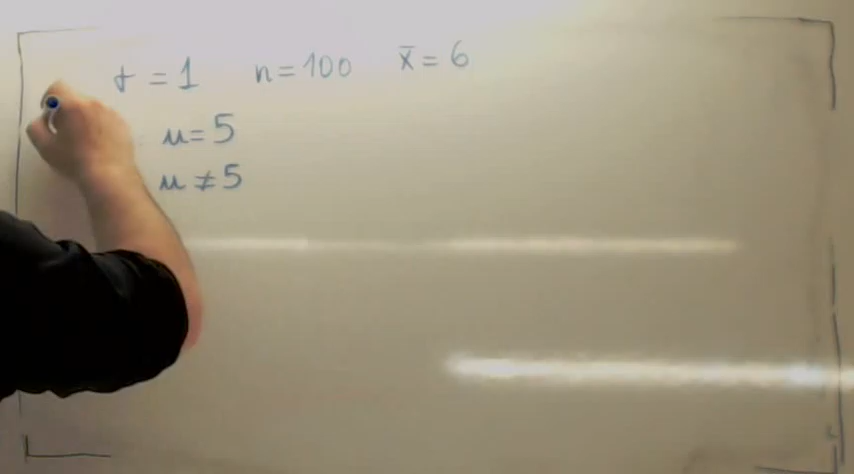 σ = 1 n = 100 x̄ = 6
μ = 5
μ ≠ 5